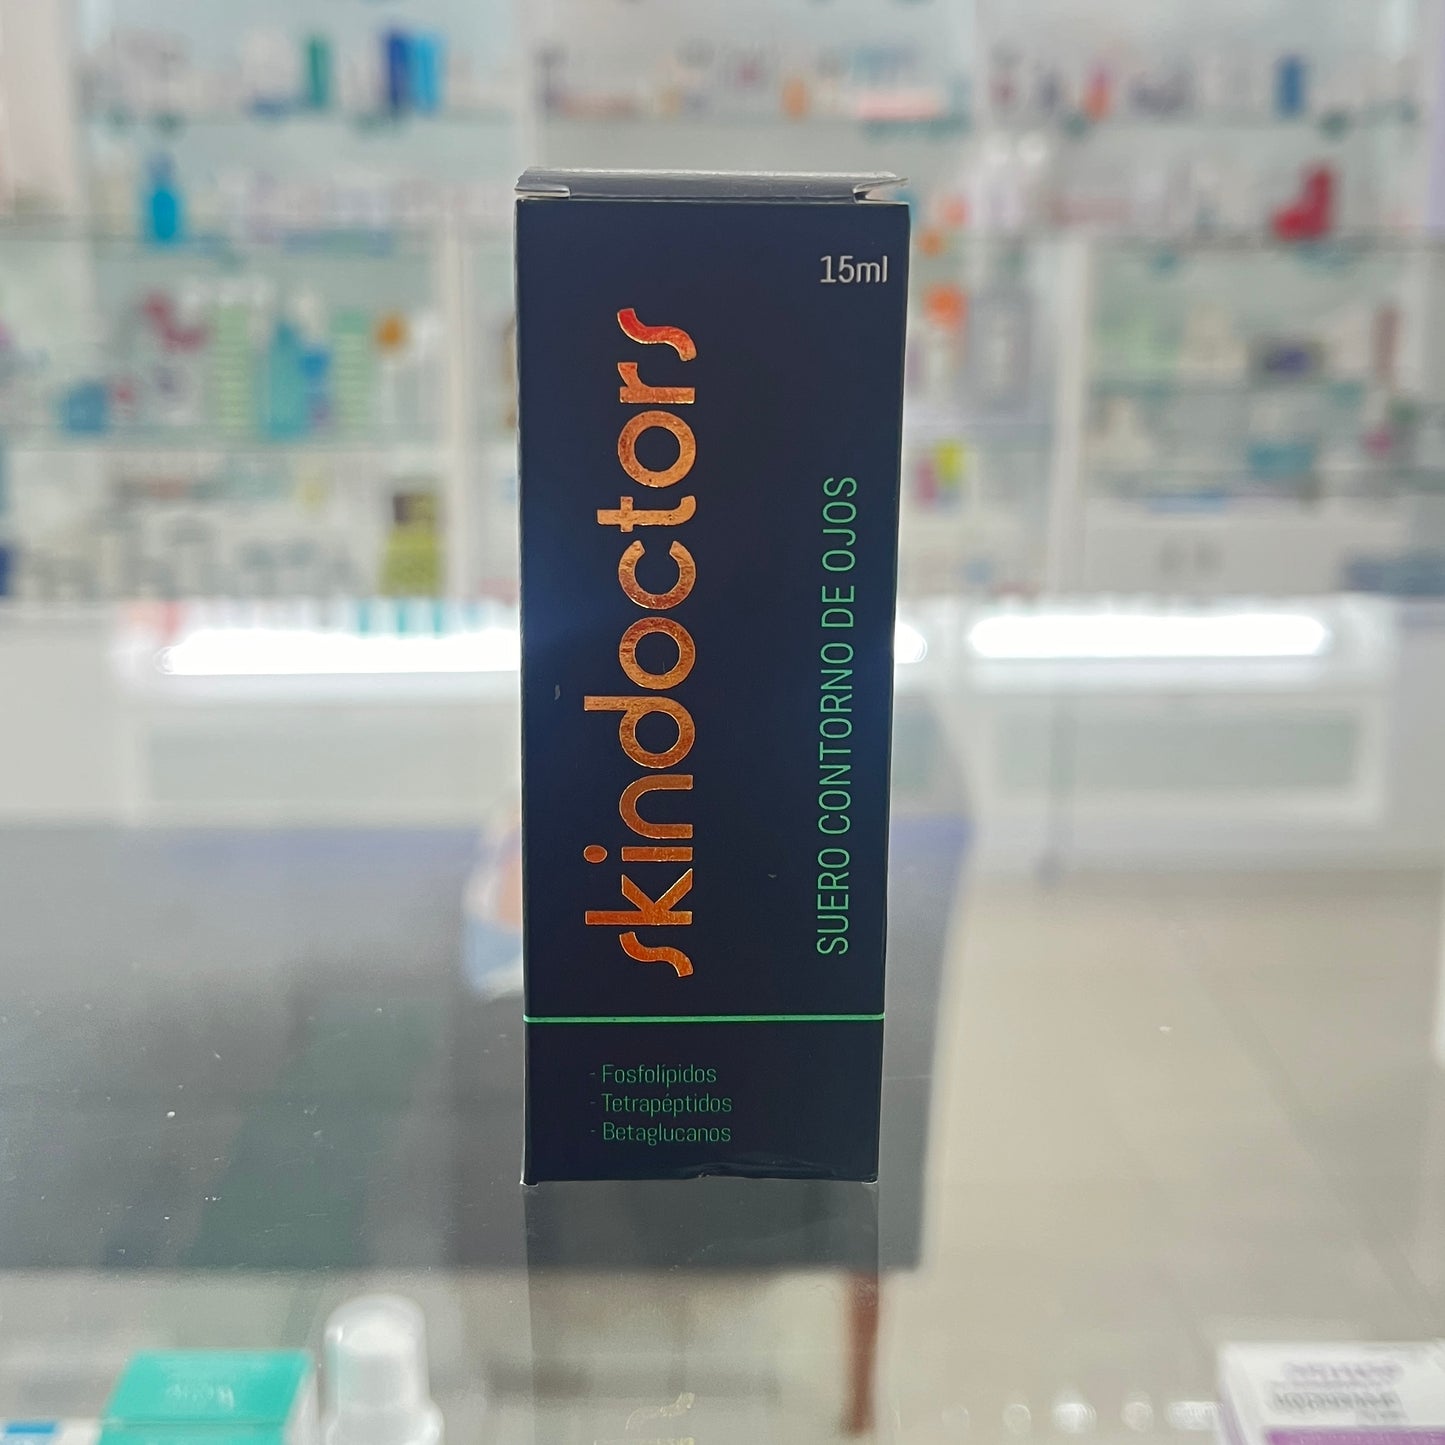 15ml
skindoctors
SUERO CONTORNO DE OJOS
- Fosfolípidos
- Tetrapéptidos
- Betaglucanos